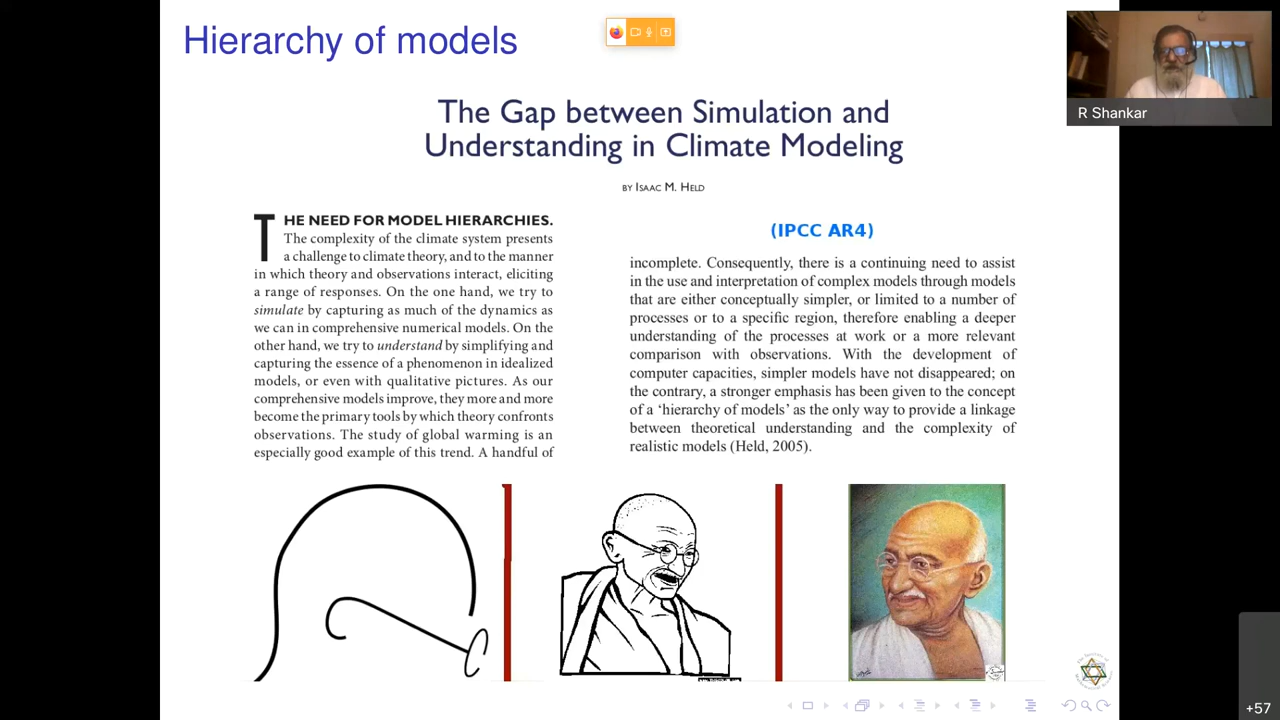 Hierarchy of models
R Shankar
The Gap between Simulation and
Understanding in Climate Modeling
BY ISAAC M. HELD
THE NEED FOR MODEL HIERARCHIES.
The complexity of the climate system presents
a challenge to climate theory, and to the manner
in which theory and observations interact, eliciting
a range of responses. On the one hand, we try to
simulate by capturing as much of the dynamics as
we can in comprehensive numerical models. On the
other hand, we try to understand by simplifying and
capturing the essence of a phenomenon in idealized
models, or even with qualitative pictures. As our
comprehensive models improve, they more and more
become the primary tools by which theory confronts
observations. The study of global warming is an
especially good example of this trend. A handful of
(IPCC AR4)
incomplete. Consequently, there is a continuing need to assist
in the use and interpretation of complex models through models
that are either conceptually simpler, or limited to a number of
processes or to a specific region, therefore enabling a deeper
understanding of the processes at work or a more relevant
comparison with observations. With the development of
computer capacities, simpler models have not disappeared; on
the contrary, a stronger emphasis has been given to the concept
of a ‘hierarchy of models’ as the only way to provide a linkage
between theoretical understanding and the complexity of
realistic models (Held, 2005).
+57